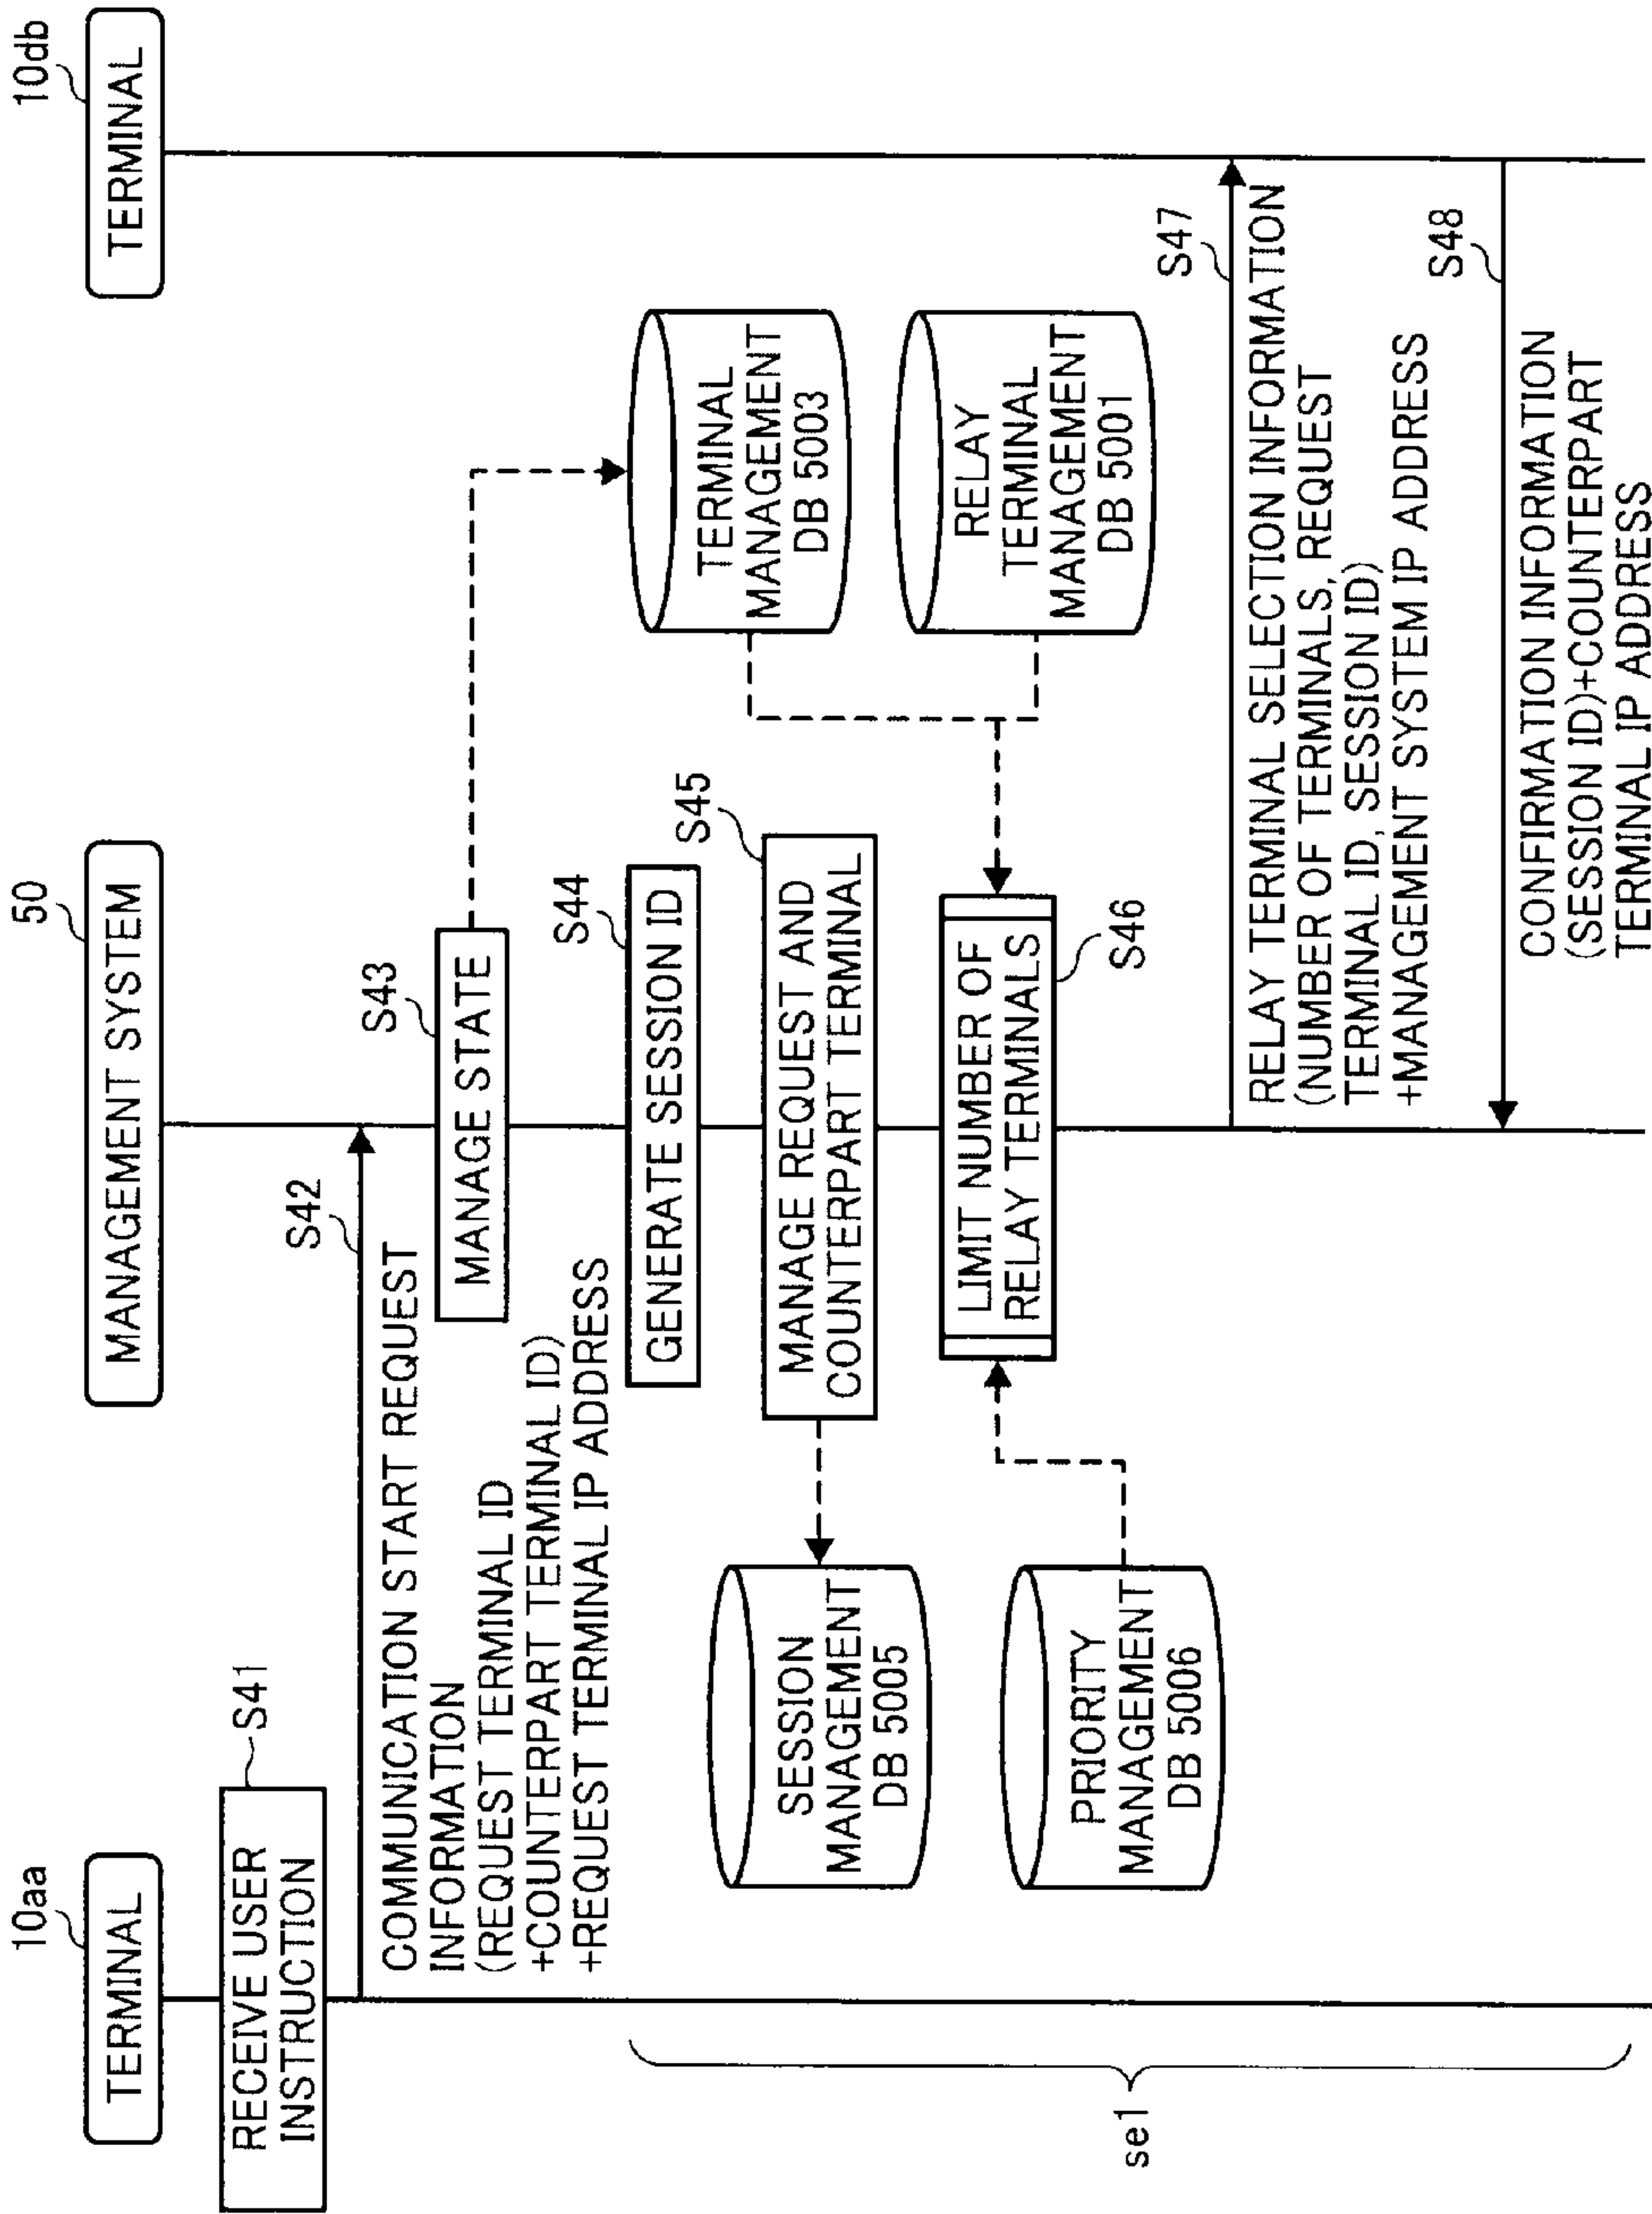 10aa
TERMINAL
50
MANAGEMENT SYSTEM
10db
TERMINAL
RECEIVE USER
INSTRUCTION
S41
S42
COMMUNICATION START REQUEST
INFORMATION
(REQUEST TERMINAL ID
+COUNTERPART TERMINAL ID)
+REQUEST TERMINAL IP ADDRESS
S43
MANAGE STATE
S44
GENERATE SESSION ID
TERMINAL
MANAGEMENT
DB 5003
S45
MANAGE REQUEST AND
COUNTERPART TERMINAL
SESSION
MANAGEMENT
DB 5005
LIMIT NUMBER OF
RELAY TERMINALS
S46
RELAY
TERMINAL
MANAGEMENT
DB 5001
PRIORITY
MANAGEMENT
DB 5006
se1
S47
RELAY TERMINAL SELECTION INFORMATION
(NUMBER OF TERMINALS, REQUEST
TERMINAL ID, SESSION ID)
+MANAGEMENT SYSTEM IP ADDRESS
S48
CONFIRMATION INFORMATION
(SESSION ID)+COUNTERPART
TERMINAL IP ADDRESS